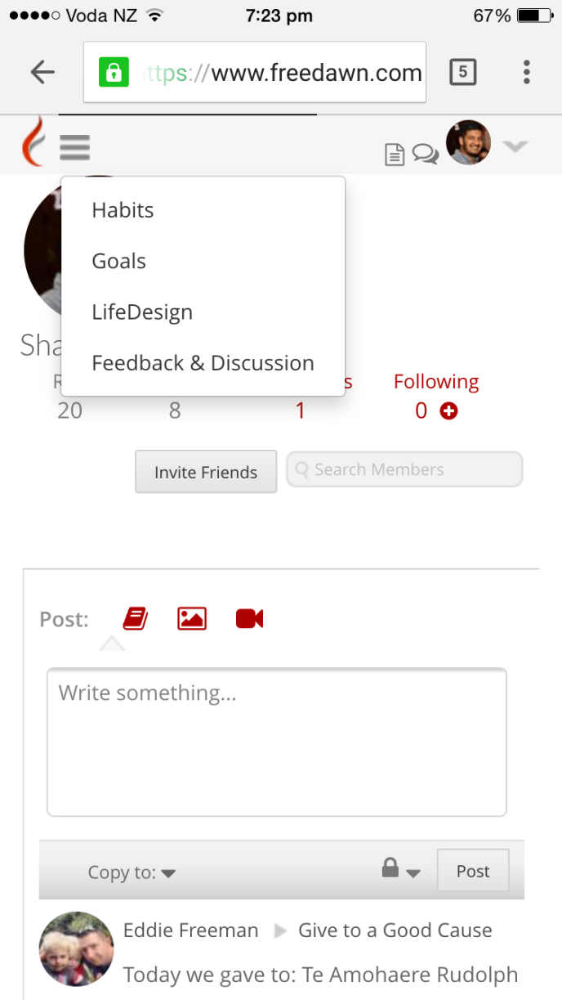 Voda NZ 7:23 pm 67%
ttps://www.freedawn.com 5
Habits
Goals
LifeDesign
Feedback & Discussion
Sha
R s Following
20 8 1 0
Invite Friends Search Members
Post:
Write something...
Copy to: Post
Eddie Freeman Give to a Good Cause
Today we gave to: Te Amohaere Rudolph